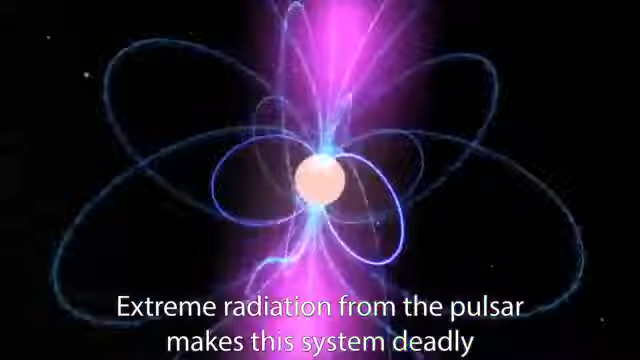 Extreme radiation from the pulsar
makes this system deadly